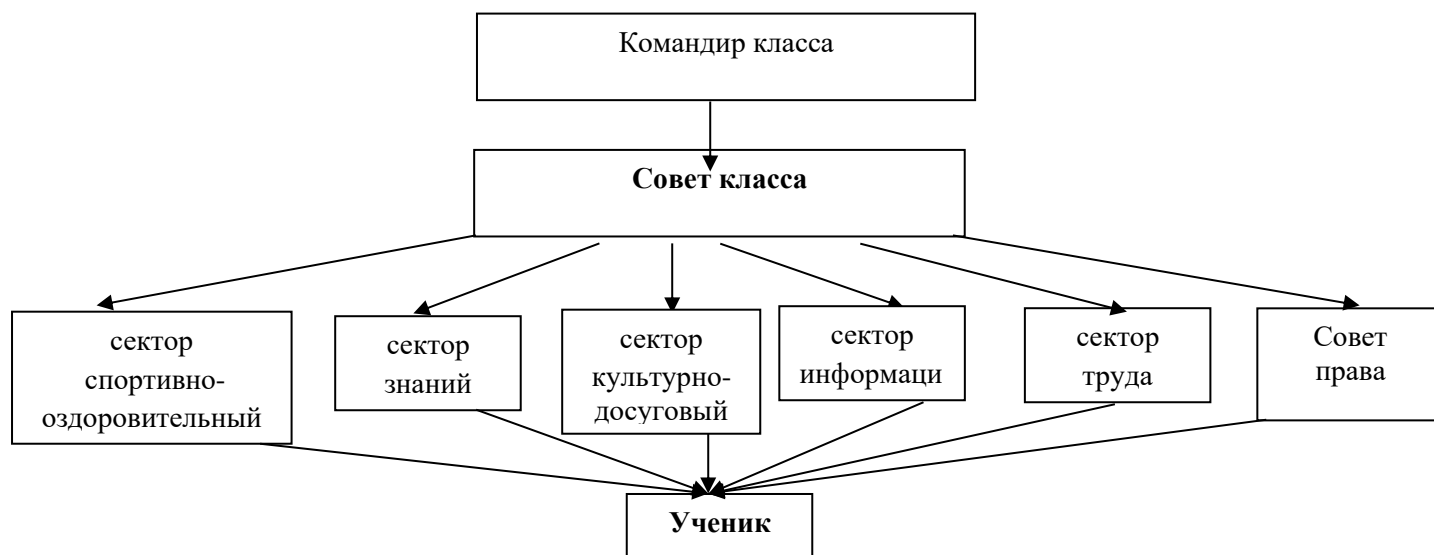 Командир класса
Совет класса
сектор
спортивно-
оздоровительный
сектор
знаний
сектор
культурно-
досуговый
сектор
информаци
сектор
труда
Совет
права
Ученик